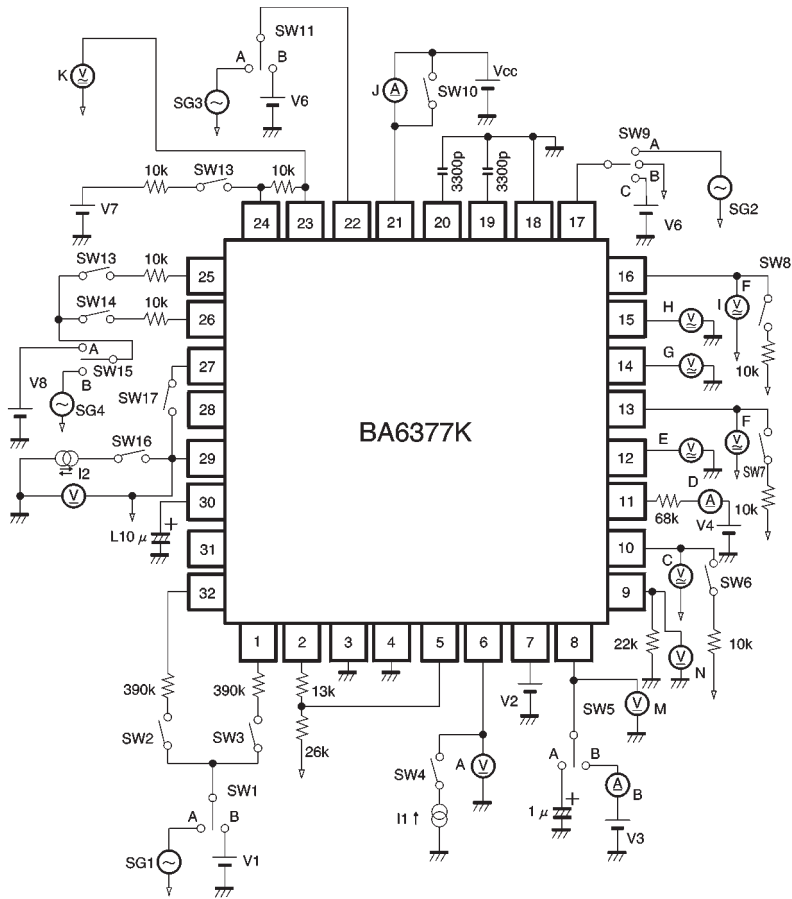 SW11
A B
K V
SG3
V6
J A
SW10
Vcc
3300p
3300p
SW9
A
B
C
SG2
V6
10k
SW13
10k
V7
24 23 22 21 20 19 18 17
SW13
10k
25
SW14
10k
26
A
SW15
B
V8
SG4
27
SW17
28
SW16
29
I2
V
L10 μ
+
30
31
32
BA6377K
16
F
SW8
I V
10k
H V
15
G V
14
13
F
V
SW7
10k
E V
12
D
11
68k
A
V4
10
C V
SW6
10k
9
22k
V
N
1 2 3 4 5 6 7 8
390k
390k
13k
26k
SW2
SW3
SW1
A B
SG1
V1
SW4
A V
I1 ↑
V2
SW5
V M
A B
1 μ
+
A B
V3